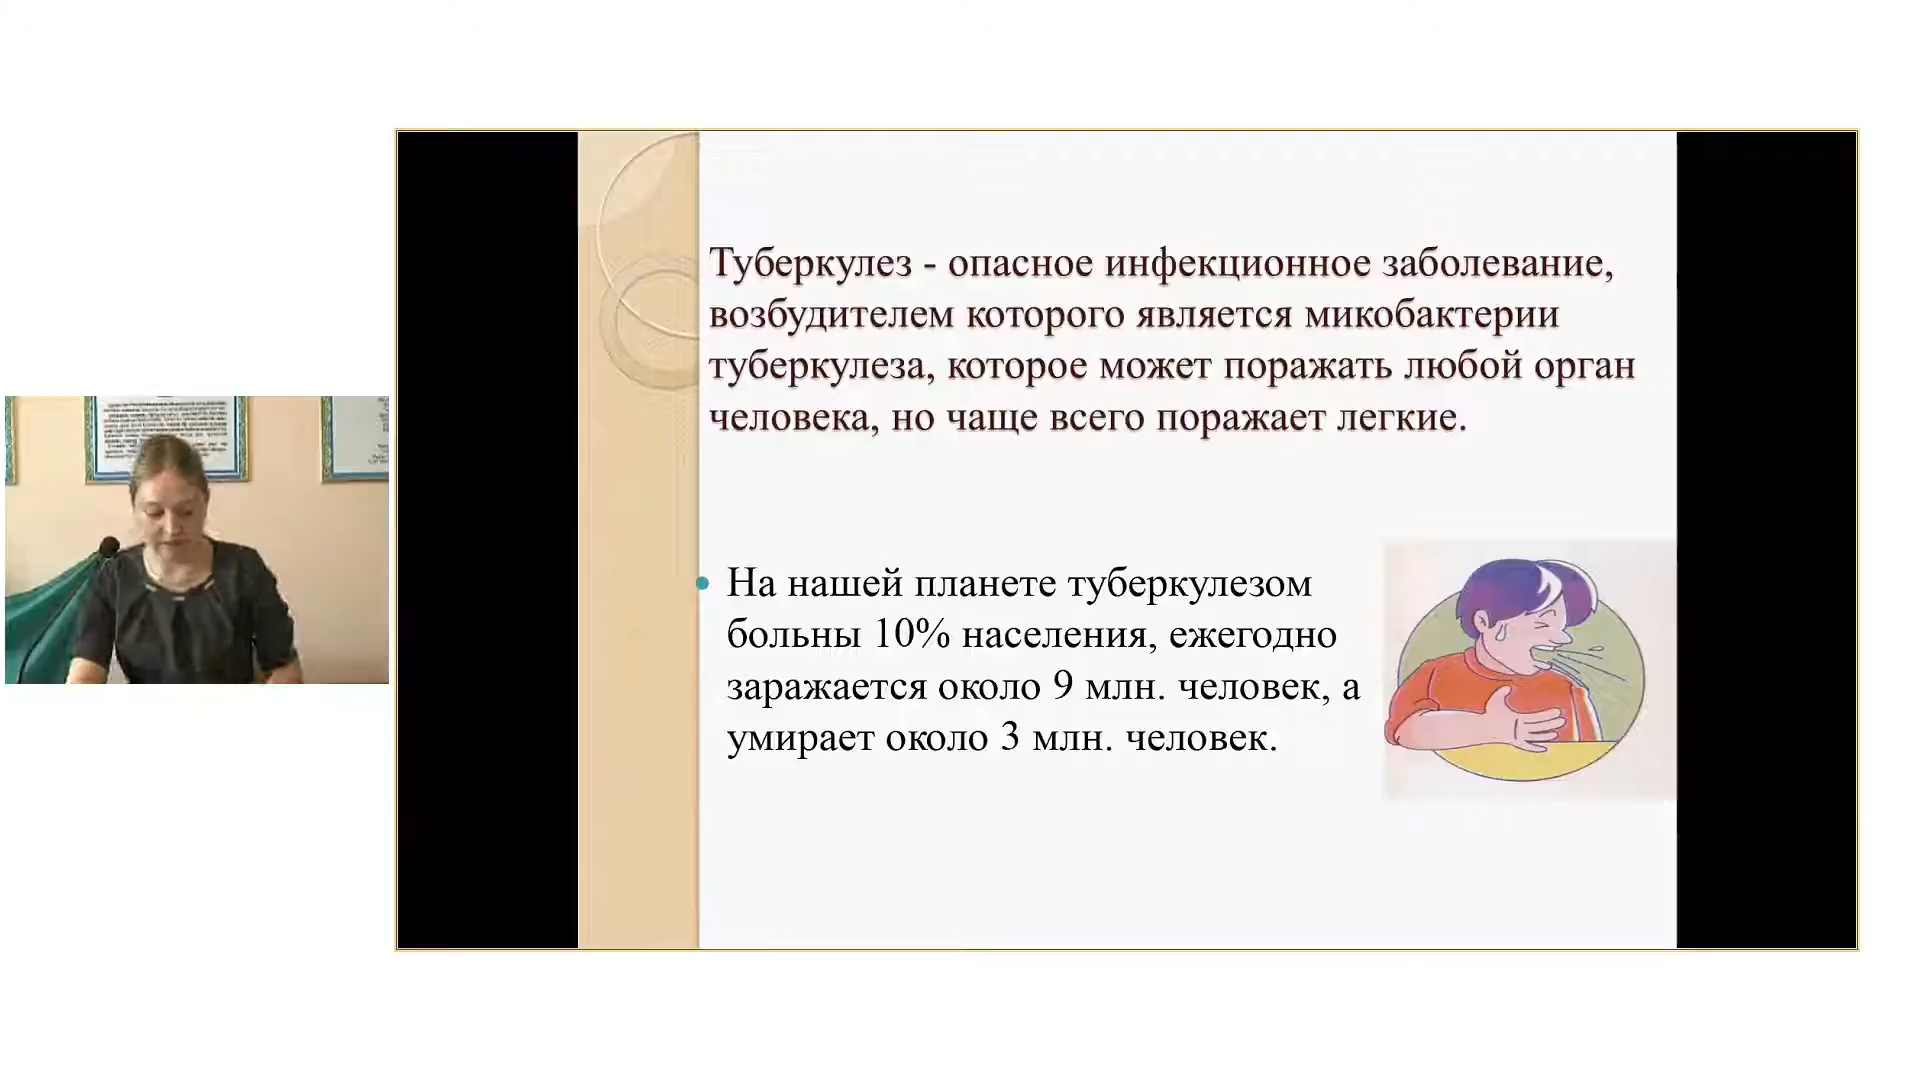 Туберкулез - опасное инфекционное заболевание,
возбудителем которого является микобактерии
туберкулеза, которое может поражать любой орган
человека, но чаще всего поражает легкие.
• На нашей планете туберкулезом
больны 10% населения, ежегодно
заражается около 9 млн. человек, а
умирает около 3 млн. человек.